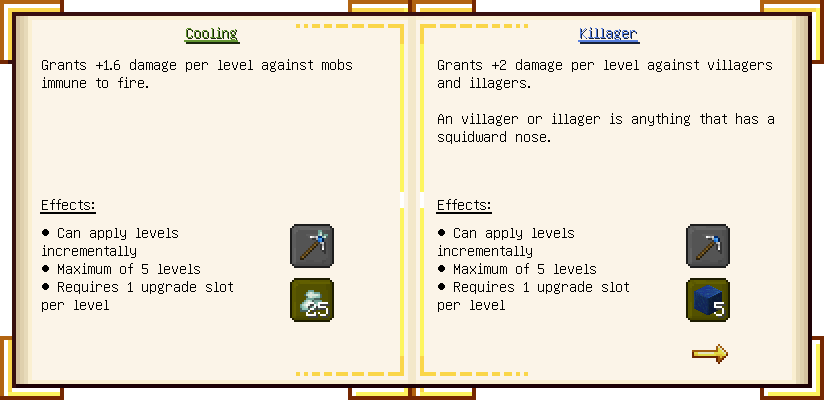 Cooling
Grants +1.6 damage per level against mobs
immune to fire.
Effects:
• Can apply levels
incrementally
• Maximum of 5 levels
• Requires 1 upgrade slot
per level
25
Killager
Grants +2 damage per level against villagers
and illagers.
An villager or illager is anything that has a
squidward nose.
Effects:
• Can apply levels
incrementally
• Maximum of 5 levels
• Requires 1 upgrade slot
per level
5